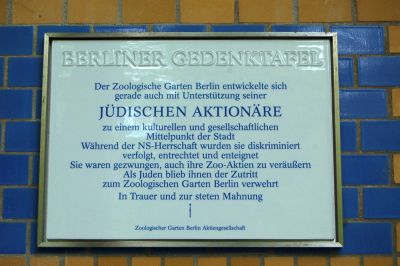 BERLINER GEDENKTAFEL
Der Zoologische Garten Berlin entwickelte sich
gerade auch mit Unterstützung seiner
JÜDISCHEN AKTIONÄRE
zu einem kulturellen und gesellschaftlichen
Mittelpunkt der Stadt
Während der NS-Herrschaft wurden sie diskriminiert
verfolgt, entrechtet und enteignet
Sie waren gezwungen, auch ihre Zoo-Aktien zu veräußern
Als Juden blieb ihnen der Zutritt
zum Zoologischen Garten Berlin verwehrt
In Trauer und zur steten Mahnung
Zoologischer Garten Berlin Aktiengesellschaft